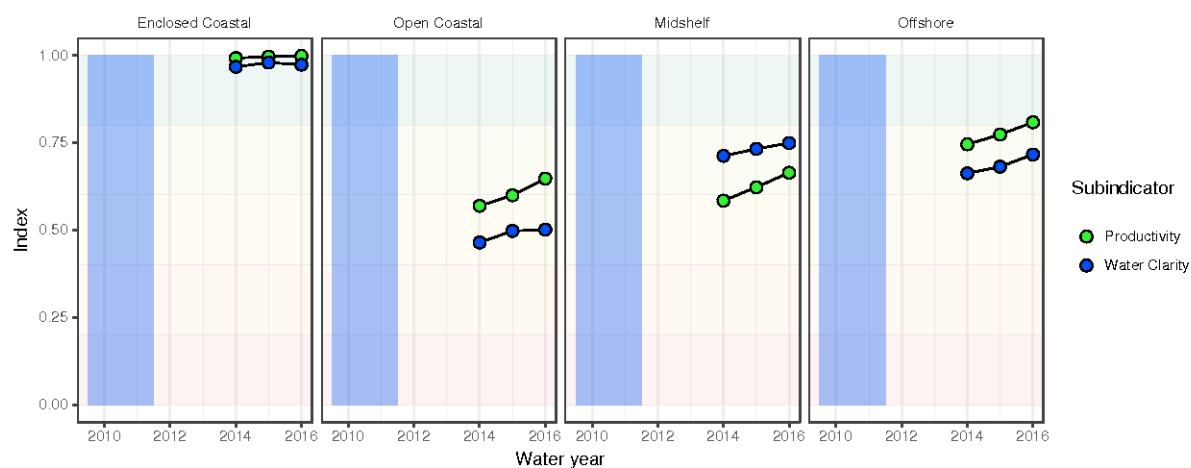 Enclosed Coastal Open Coastal Midshelf Offshore
1.00
0.75
0.50
0.25
0.00
Index
2010 2012 2014 2016 2010 2012 2014 2016 2010 2012 2014 2016 2010 2012 2014 2016
Water year
Subindicator
Productivity
Water Clarity